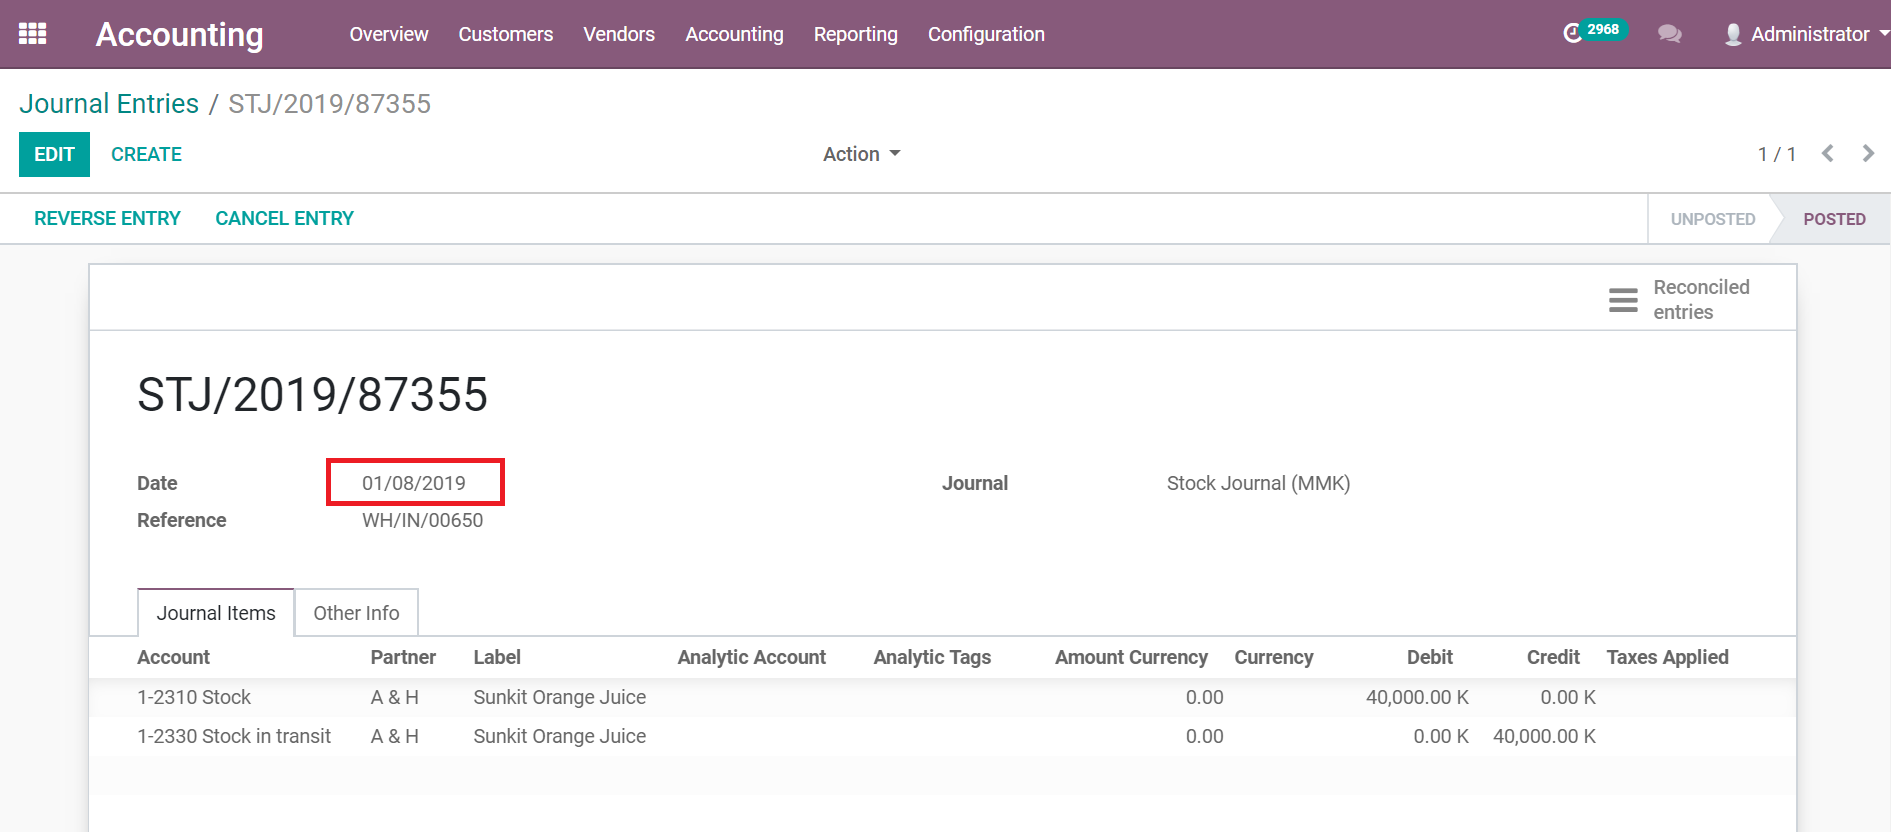 Accounting Overview Customers Vendors Accounting Reporting Configuration 2968 Administrator
Journal Entries / STJ/2019/87355
EDIT CREATE Action 1 / 1
REVERSE ENTRY CANCEL ENTRY UNPOSTED POSTED
Reconciled
entries
STJ/2019/87355
Date 01/08/2019 Journal Stock Journal (MMK)
Reference WH/IN/00650
Journal Items Other Info
Account Partner Label Analytic Account Analytic Tags Amount Currency Currency Debit Credit Taxes Applied
1-2310 Stock A & H Sunkit Orange Juice 0.00 40,000.00 K 0.00 K
1-2330 Stock in transit A & H Sunkit Orange Juice 0.00 0.00 K 40,000.00 K